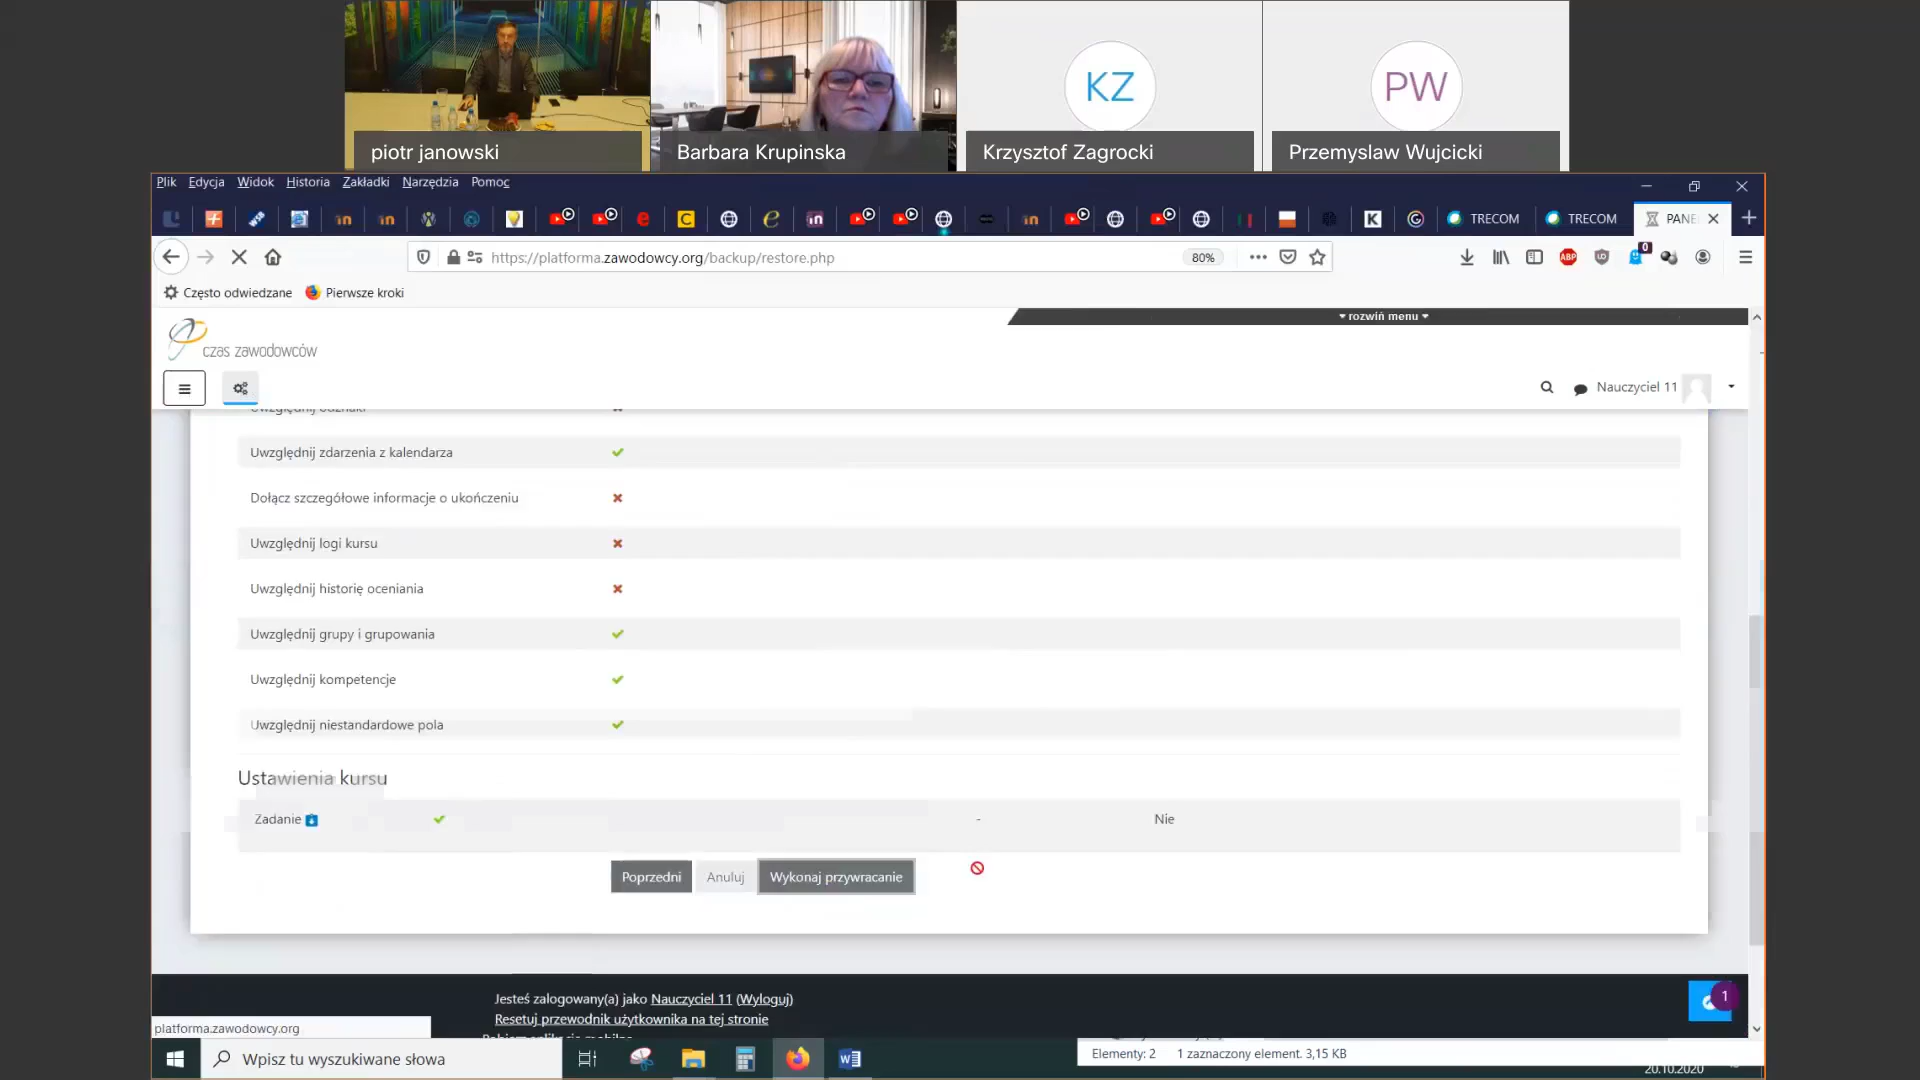 KZ
PW
piotr janowski
Barbara Krupinska
Krzysztof Zagrocki
Przemyslaw Wujcicki
Plik Edycja Widok Historia Zakładki Narzędzia Pomoc
TRECOM
TRECOM
PANE
https://platforma.zawodowcy.org/backup/restore.php
80%
ABP
0
Często odwiedzane
Pierwsze kroki
rozwiń menu
czas zawodowców
Nauczyciel 11
Uwzględnij odznaki
Uwzględnij zdarzenia z kalendarza
Dołącz szczegółowe informacje o ukończeniu
Uwzględnij logi kursu
Uwzględnij historię oceniania
Uwzględnij grupy i grupowania
Uwzględnij kompetencje
Uwzględnij niestandardowe pola
Ustawienia kursu
Zadanie - Nie
Poprzedni Anuluj Wykonaj przywracanie
Jesteś zalogowany(a) jako Nauczyciel 11 (Wyloguj)
1
Resetuj przewodnik użytkownika na tej stronie
platforma.zawodowcy.org
Wpisz tu wyszukiwane słowa
Elementy: 2 1 zaznaczony element. 3,15 KB
20.10.2020